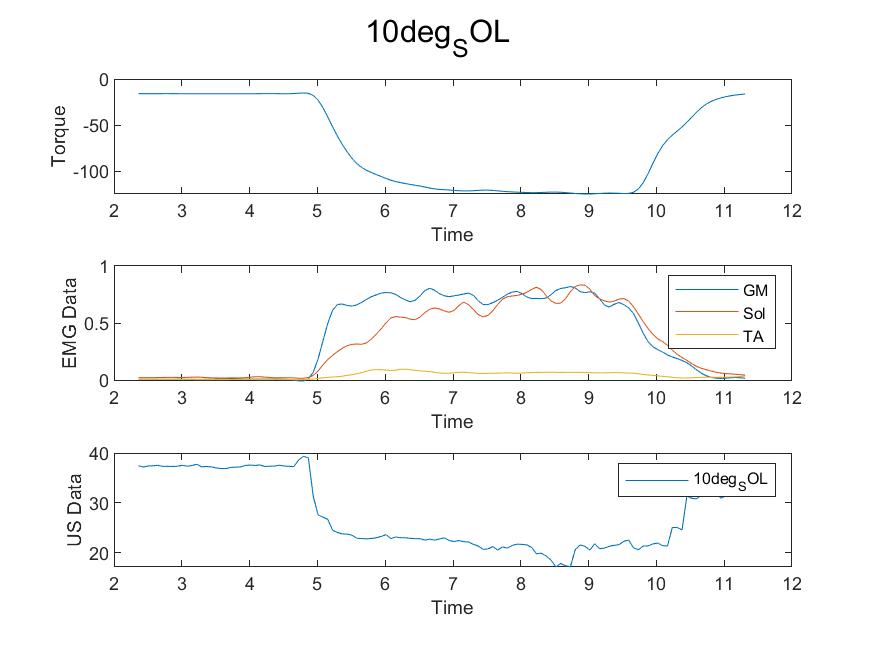 10deg_SOL
0
-50
-100
Torque
2 3 4 5 6 7 8 9 10 11 12
Time
1
0.5
0
EMG Data
GM
Sol
TA
2 3 4 5 6 7 8 9 10 11 12
Time
40
30
20
US Data
10deg_SOL
2 3 4 5 6 7 8 9 10 11 12
Time